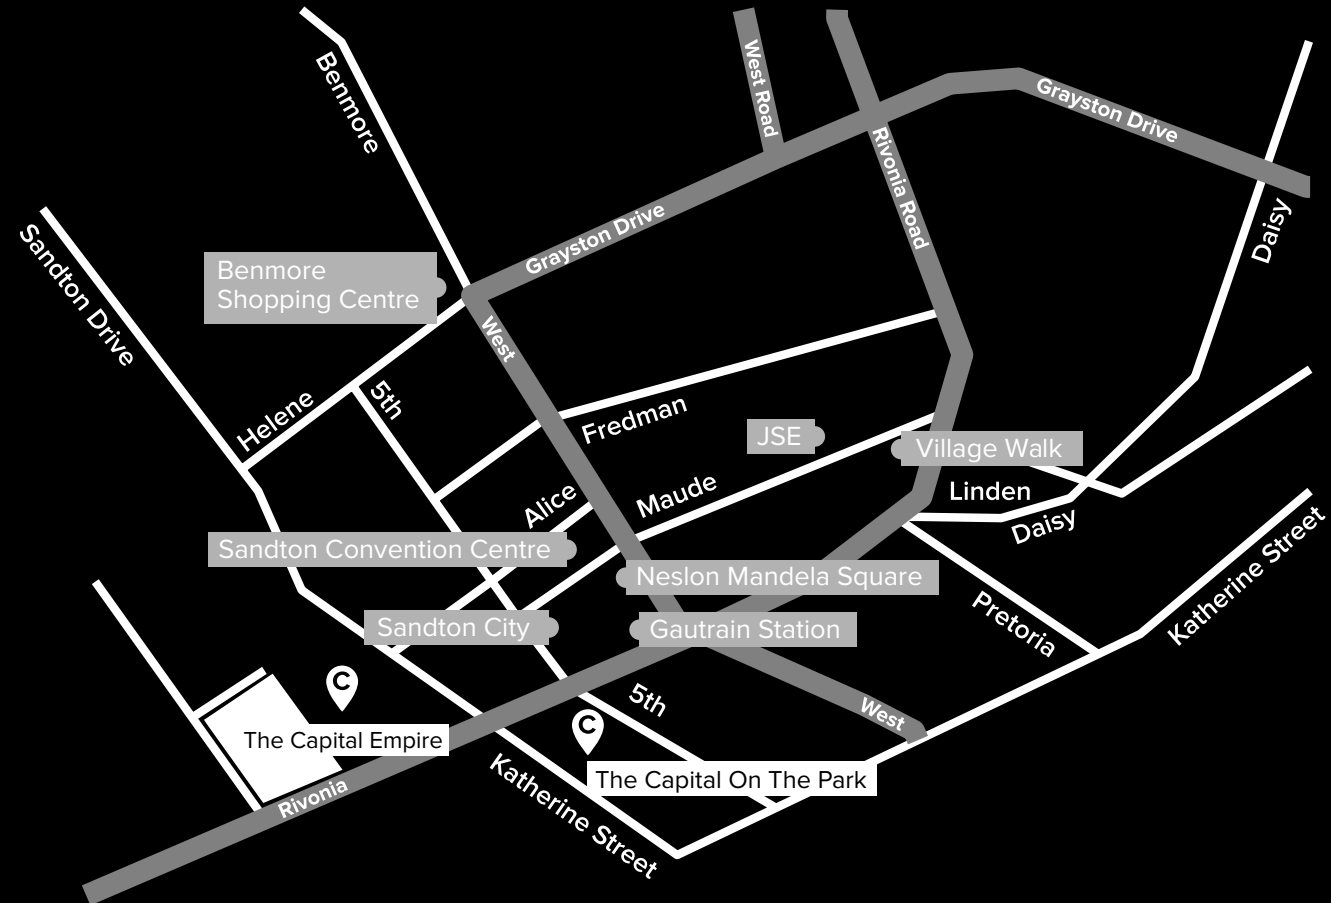 Benmore
West Road
Grayston Drive
Rivonia Road
Daisy
Sandton Drive
Benmore
Shopping Centre
Grayston Drive
West
Helene
5th
Fredman
JSE
Village Walk
Alice
Maude
Linden
Daisy
Sandton Convention Centre
Neslon Mandela Square
Katherine Street
Sandton City
Gautrain Station
Pretoria
C
5th
West
C
The Capital Empire
The Capital On The Park
Rivonia
Katherine Street